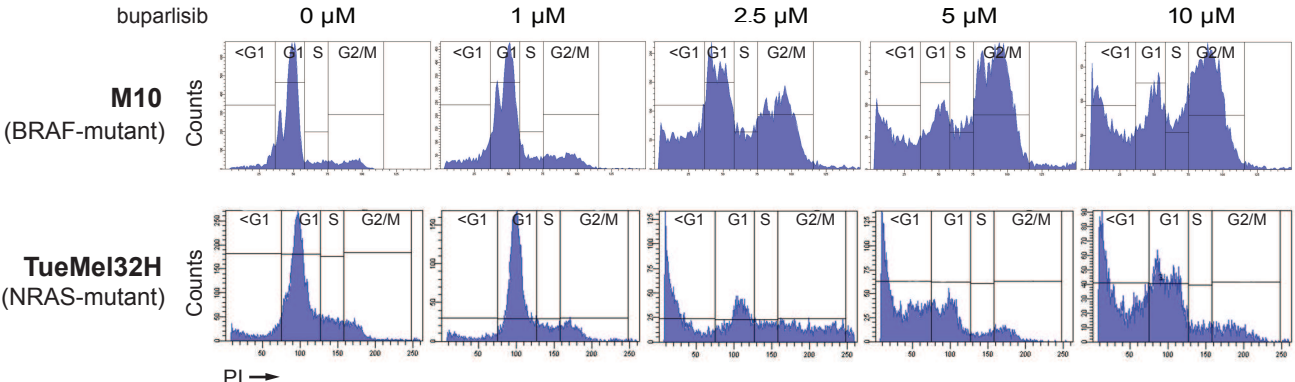 buparlisib 0 µM 1 µM 2.5 µM 5 µM 10 µM
<G1 G1 S G2/M <G1 G1 S G2/M <G1 G1 S G2/M <G1 G1 S G2/M <G1 G1 S G2/M
M10
(BRAF-mutant)
Counts
<G1 G1 S G2/M <G1 G1 S G2/M <G1 G1 S G2/M <G1 G1 S G2/M <G1 G1 S G2/M
TueMel32H
(NRAS-mutant)
Counts
50 100 150 200 250 50 100 150 200 250 50 100 150 200 250 50 100 150 200 250 50 100 150 200 250
PI